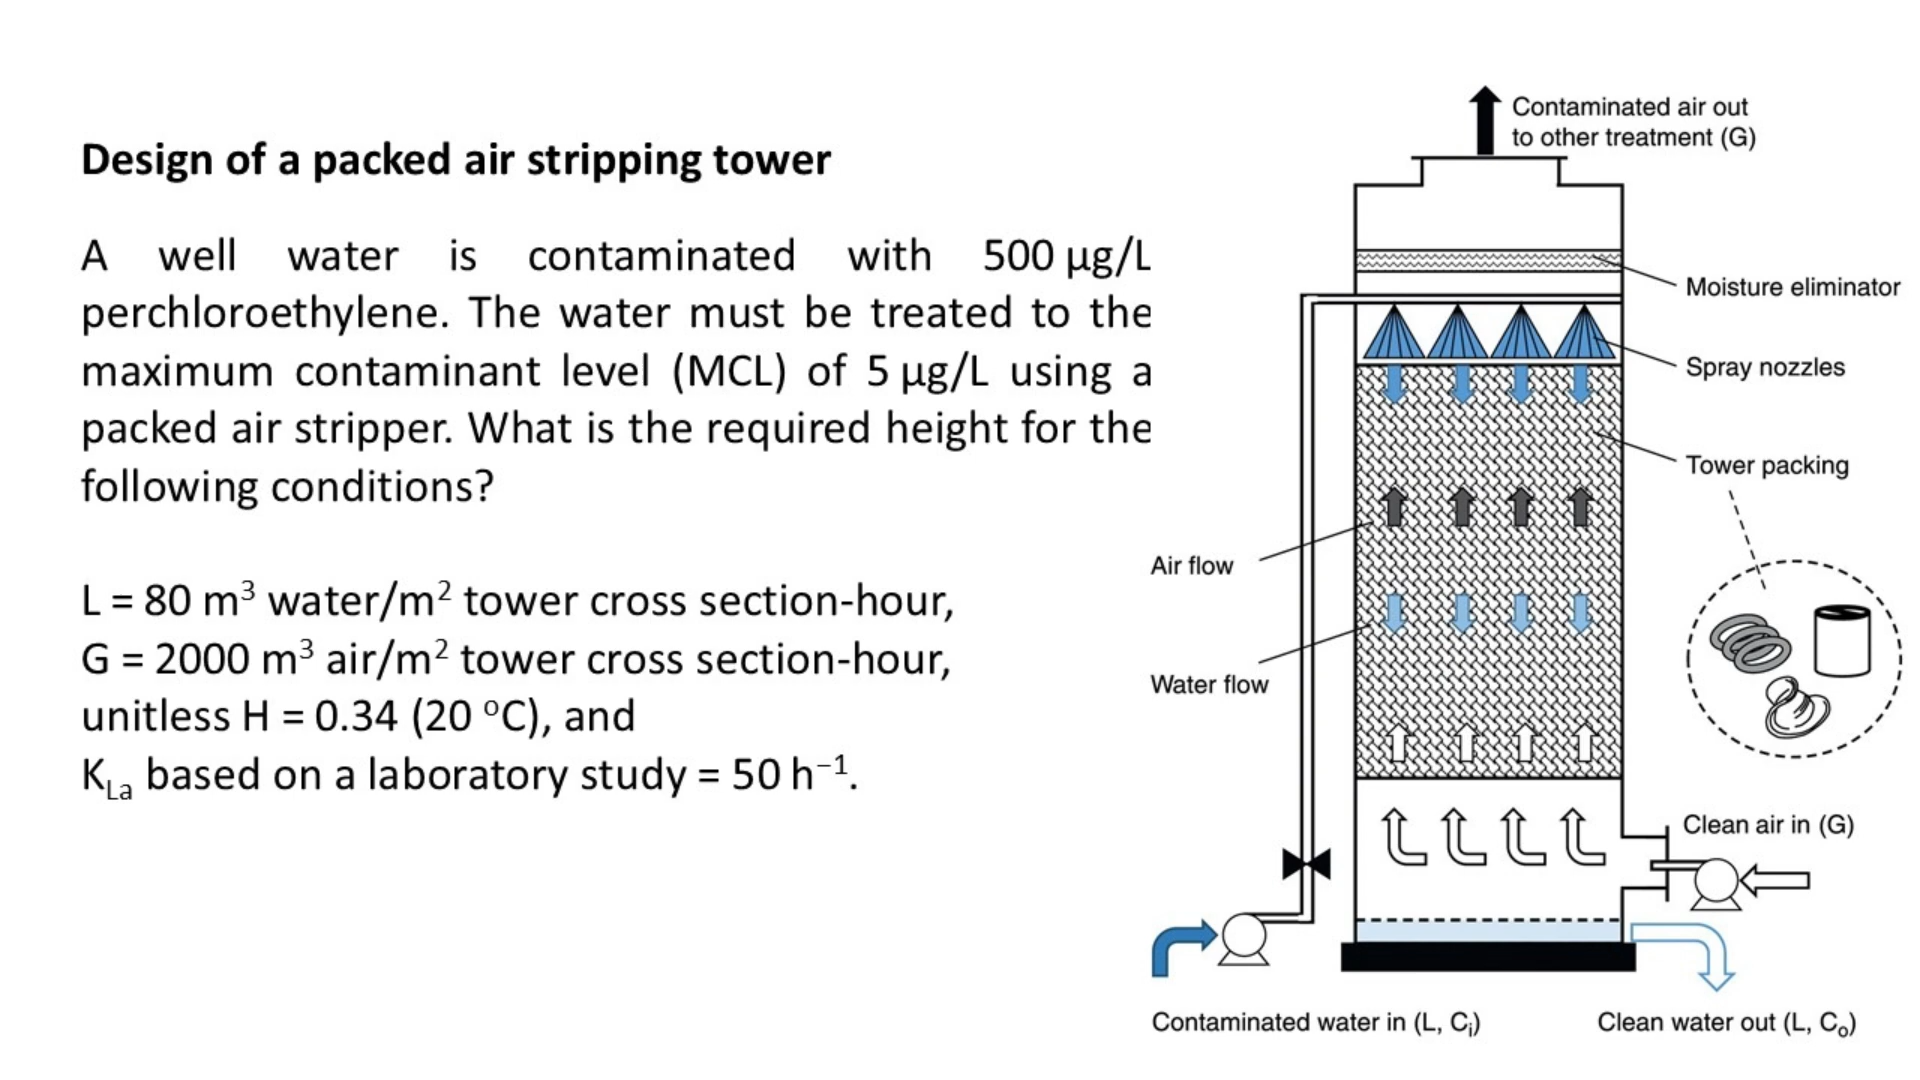 Design of a packed air stripping tower
A well water is contaminated with 500 µg/L
perchloroethylene. The water must be treated to the
maximum contaminant level (MCL) of 5 µg/L using a
packed air stripper. What is the required height for the
following conditions?
L = 80 m³ water/m² tower cross section-hour,
G = 2000 m³ air/m² tower cross section-hour,
unitless H = 0.34 (20 ºC), and
K_La based on a laboratory study = 50 h⁻¹.
Contaminated air out
to other treatment (G)
Moisture eliminator
Spray nozzles
Tower packing
Air flow
Water flow
Clean air in (G)
Contaminated water in (L, Cᵢ)
Clean water out (L, Cₒ)